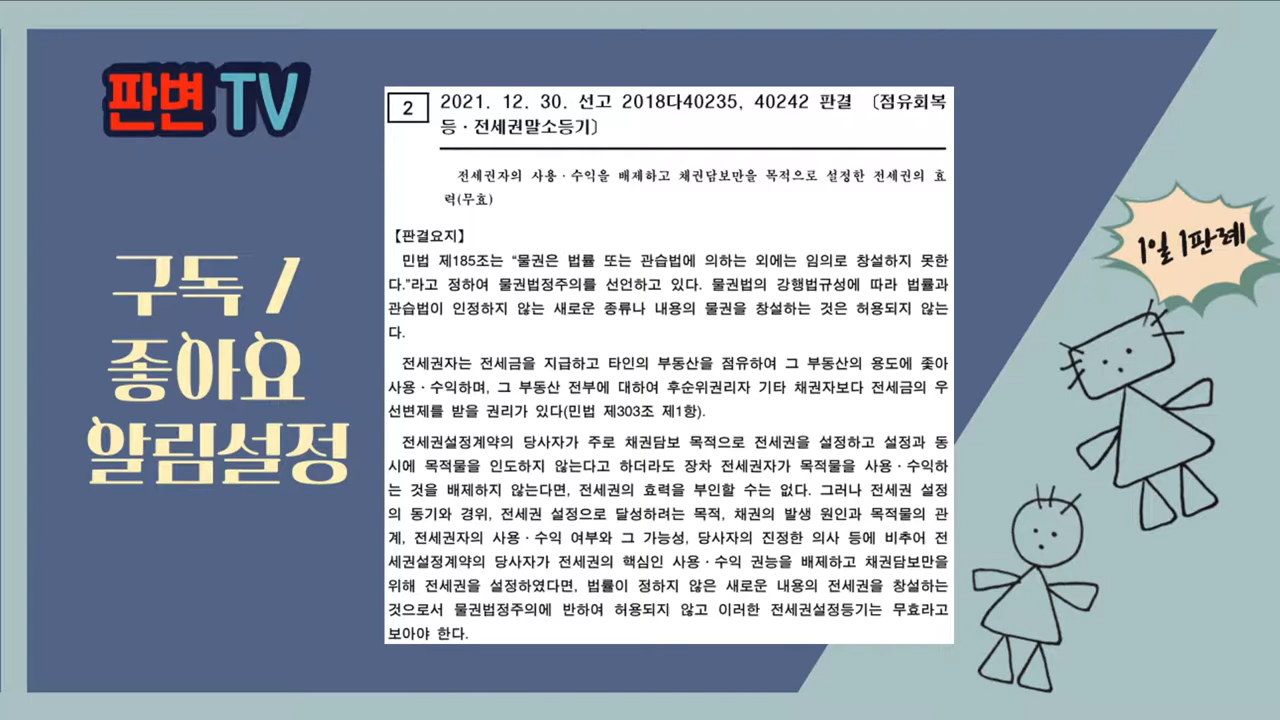 판변 TV
구독 /
좋아요
알림설정
2
2021. 12. 30. 선고 2018다40235, 40242 판결 〔점유회복
등·전세권말소등기〕
전세권자의 사용·수익을 배제하고 채권담보만을 목적으로 설정한 전세권의 효
력(무효)
【판결요지】
민법 제185조는 “물권은 법률 또는 관습법에 의하는 외에는 임의로 창설하지 못한
다.”라고 정하여 물권법정주의를 선언하고 있다. 물권법의 강행법규성에 따라 법률과
관습법이 인정하지 않는 새로운 종류나 내용의 물권을 창설하는 것은 허용되지 않는
다.
전세권자는 전세금을 지급하고 타인의 부동산을 점유하여 그 부동산의 용도에 좇아
사용·수익하며, 그 부동산 전부에 대하여 후순위권리자 기타 채권자보다 전세금의 우
선변제를 받을 권리가 있다(민법 제303조 제1항).
전세권설정계약의 당사자가 주로 채권담보 목적으로 전세권을 설정하고 설정과 동
시에 목적물을 인도하지 않는다고 하더라도 장차 전세권자가 목적물을 사용·수익하
는 것을 배제하지 않는다면, 전세권의 효력을 부인할 수는 없다. 그러나 전세권 설정
의 동기와 경위, 전세권 설정으로 달성하려는 목적, 채권의 발생 원인과 목적물의 관
계, 전세권자의 사용·수익 여부와 그 가능성, 당사자의 진정한 의사 등에 비추어 전
세권설정계약의 당사자가 전세권의 핵심인 사용·수익 권능을 배제하고 채권담보만을
위해 전세권을 설정하였다면, 법률이 정하지 않은 새로운 내용의 전세권을 창설하는
것으로서 물권법정주의에 반하여 허용되지 않고 이러한 전세권설정등기는 무효라고
보아야 한다.
1일 1판례